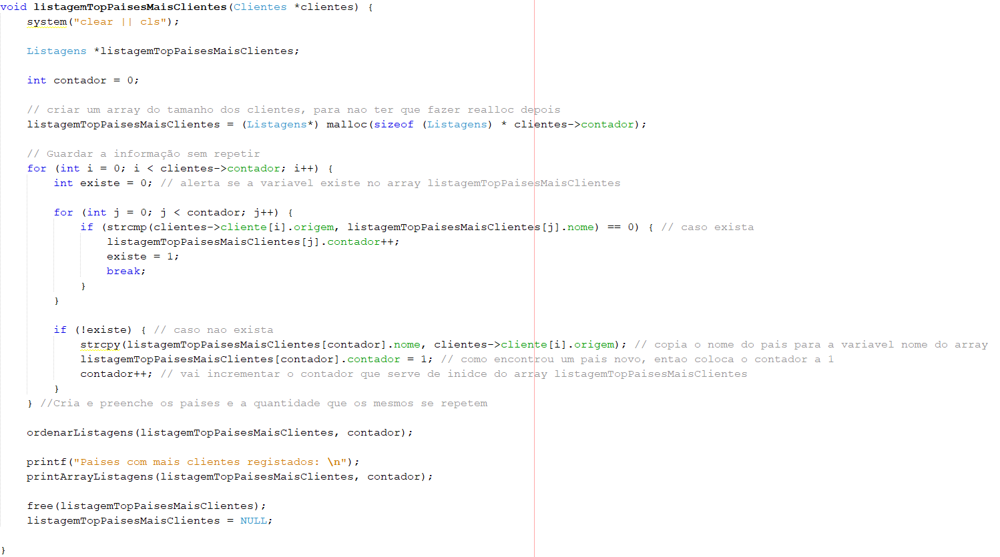 void listagemTopPaisesMaisClientes(Clientes *clientes) {
    system("clear || cls");

    Listagens *listagemTopPaisesMaisClientes;

    int contador = 0;

    // criar um array do tamanho dos clientes, para nao ter que fazer realloc depois
    listagemTopPaisesMaisClientes = (Listagens*) malloc(sizeof (Listagens) * clientes->contador);

    // Guardar a informação sem repetir
    for (int i = 0; i < clientes->contador; i++) {
        int existe = 0; // alerta se a variavel existe no array listagemTopPaisesMaisClientes

        for (int j = 0; j < contador; j++) {
            if (strcmp(clientes->cliente[i].origem, listagemTopPaisesMaisClientes[j].nome) == 0) { // caso exista
                listagemTopPaisesMaisClientes[j].contador++;
                existe = 1;
                break;
            }
        }

        if (!existe) { // caso nao exista
            strcpy(listagemTopPaisesMaisClientes[contador].nome, clientes->cliente[i].origem); // copia o nome do pais para a variavel nome do array
            listagemTopPaisesMaisClientes[contador].contador = 1; // como encontrou um pais novo, entao coloca o contador a 1
            contador++; // vai incrementar o contador que serve de inidce do array listagemTopPaisesMaisClientes
        }
    } //Cria e preenche os paises e a quantidade que os mesmos se repetem

    ordenarListagens(listagemTopPaisesMaisClientes, contador);

    printf("Paises com mais clientes registados: \n");
    printArrayListagens(listagemTopPaisesMaisClientes, contador);

    free(listagemTopPaisesMaisClientes);
    listagemTopPaisesMaisClientes = NULL;

}